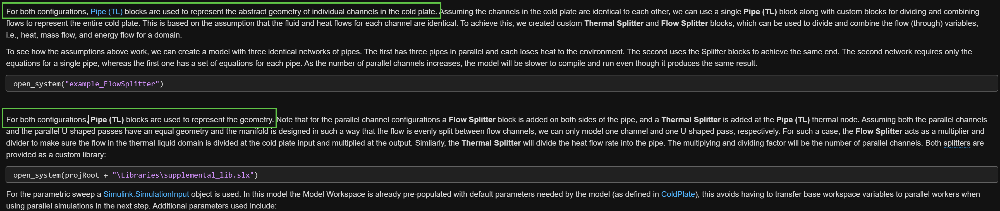 For both configurations, Pipe (TL) blocks are used to represent the abstract geometry of individual channels in the cold plate. Assuming the channels in the cold plate are identical to each other, we can use a single Pipe (TL) block along with custom blocks for dividing and combining
flows to represent the entire cold plate. This is based on the assumption that the fluid and heat flows for each channel are identical. To achieve this, we created custom Thermal Splitter and Flow Splitter blocks, which can be used to divide and combine the flow (through) variables,
i.e., heat, mass flow, and energy flow for a domain.
To see how the assumptions above work, we can create a model with three identical networks of pipes. The first has three pipes in parallel and each loses heat to the environment. The second uses the Splitter blocks to achieve the same end. The second network requires only the
equations for a single pipe, whereas the first one has a set of equations for each pipe. As the number of parallel channels increases, the model will be slower to compile and run even though it produces the same result.
open_system("example_FlowSplitter")
For both configurations, Pipe (TL) blocks are used to represent the geometry. Note that for the parallel channel configurations a Flow Splitter block is added on both sides of the pipe, and a Thermal Splitter is added at the Pipe (TL) thermal node. Assuming both the parallel channels
and the parallel U-shaped passes have an equal geometry and the manifold is designed in such a way that the flow is evenly split between flow channels, we can only model one channel and one U-shaped pass, respectively. For such a case, the Flow Splitter acts as a multiplier and
divider to make sure the flow in the thermal liquid domain is divided at the cold plate input and multiplied at the output. Similarly, the Thermal Splitter will divide the heat flow rate into the pipe. The multiplying and dividing factor will be the number of parallel channels. Both splitters are
provided as a custom library:
open_system(projRoot + "\Libraries\supplemental_lib.slx")
For the parametric sweep a Simulink.SimulationInput object is used. In this model the Model Workspace is already pre-populated with default parameters needed by the model (as defined in ColdPlate), this avoids having to transfer base workspace variables to parallel workers when
using parallel simulations in the next step. Additional parameters used include: